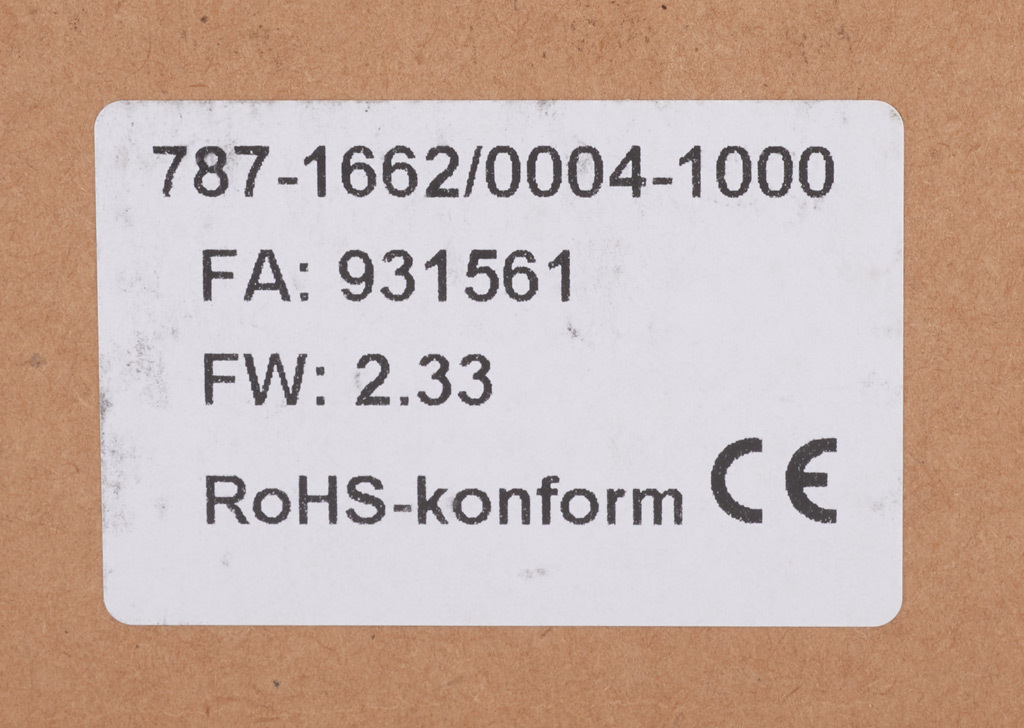 787-1662/0004-1000
FA: 931561
FW: 2.33
RoHS-konform CE